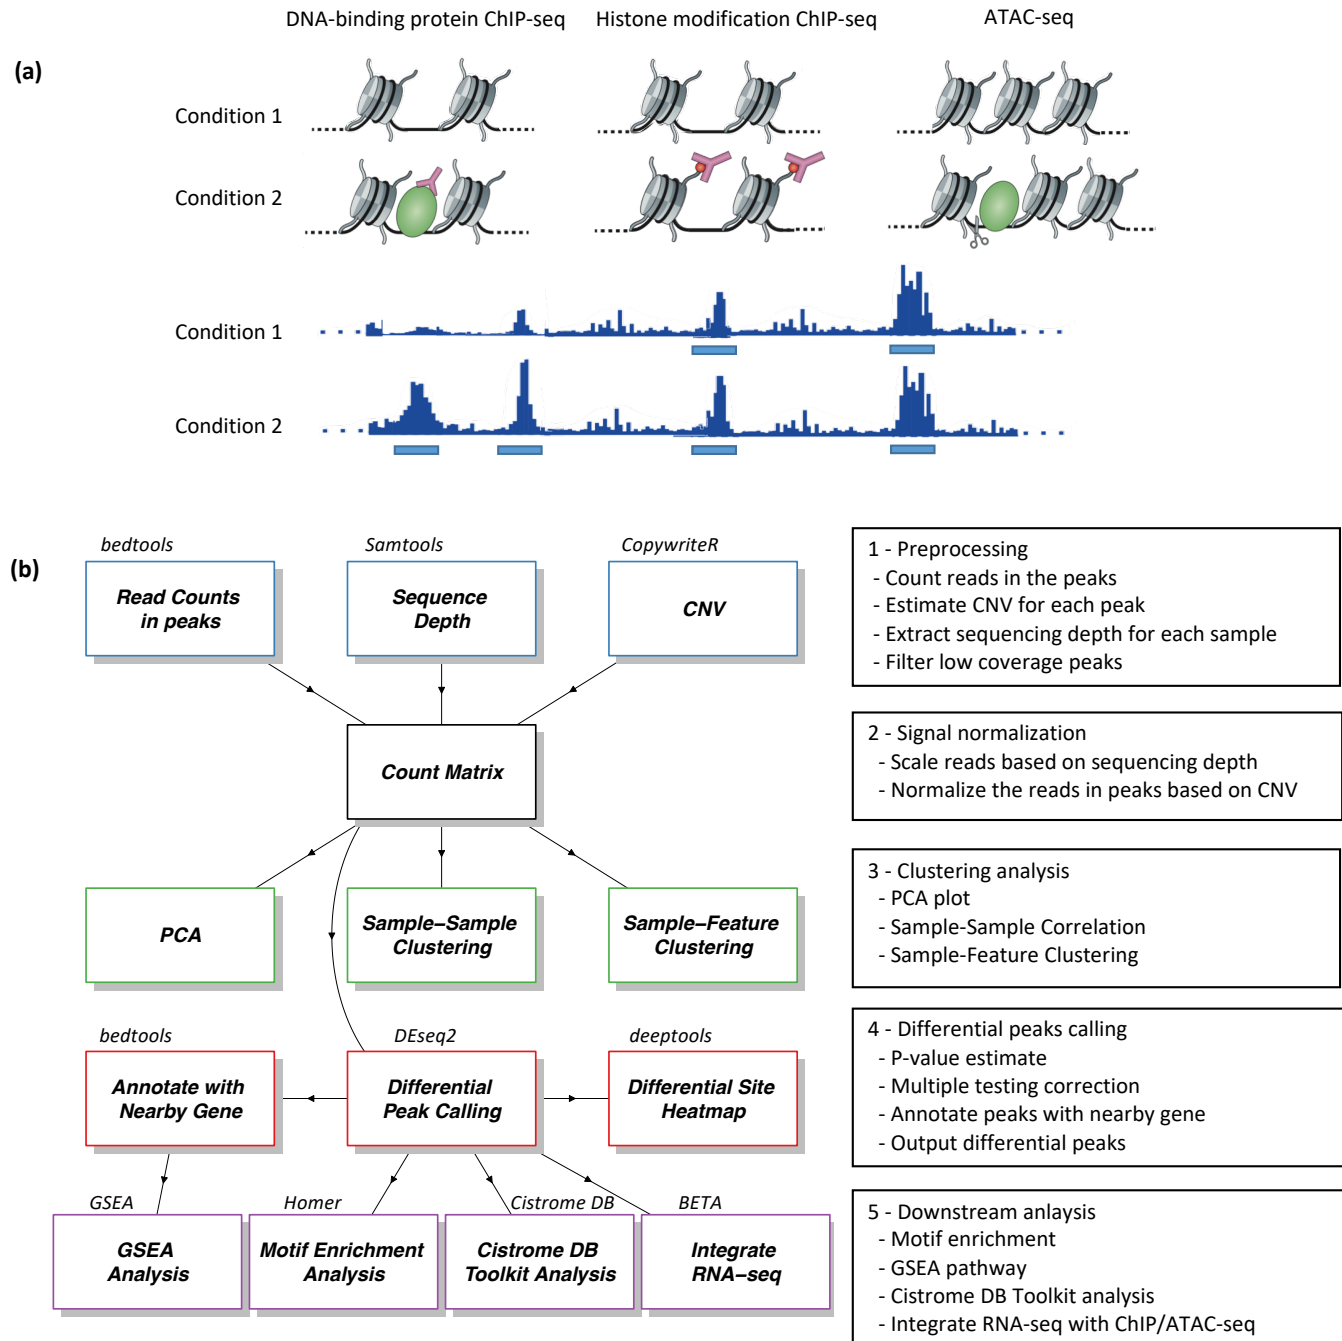 DNA-binding protein ChIP-seq
Histone modification ChIP-seq
ATAC-seq
(a)
Condition 1
Condition 2
Condition 1
Condition 2
(b)
bedtools
Samtools
CopywriteR
Read Counts
in peaks
Sequence
Depth
CNV
Count Matrix
PCA
Sample–Sample
Clustering
Sample–Feature
Clustering
bedtools
DEseq2
deeptools
Annotate with
Nearby Gene
Differential
Peak Calling
Differential Site
Heatmap
GSEA
Homer
Cistrome DB
BETA
GSEA
Analysis
Motif Enrichment
Analysis
Cistrome DB
Toolkit Analysis
Integrate
RNA–seq
1 - Preprocessing
- Count reads in the peaks
- Estimate CNV for each peak
- Extract sequencing depth for each sample
- Filter low coverage peaks
2 - Signal normalization
- Scale reads based on sequencing depth
- Normalize the reads in peaks based on CNV
3 - Clustering analysis
- PCA plot
- Sample-Sample Correlation
- Sample-Feature Clustering
4 - Differential peaks calling
- P-value estimate
- Multiple testing correction
- Annotate peaks with nearby gene
- Output differential peaks
5 - Downstream anlaysis
- Motif enrichment
- GSEA pathway
- Cistrome DB Toolkit analysis
- Integrate RNA-seq with ChIP/ATAC-seq